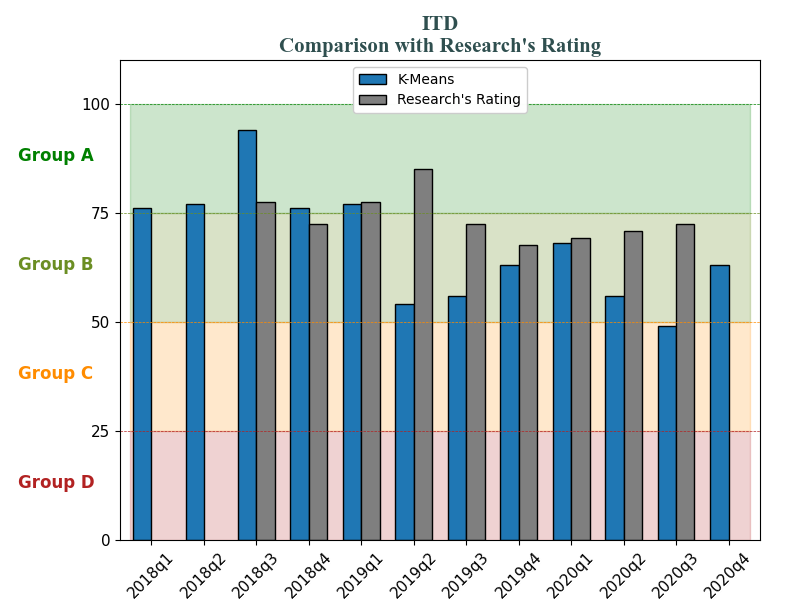 ITD
Comparison with Research's Rating
K-Means
Research's Rating
100
75
50
25
0
Group A
Group B
Group C
Group D
2018q1
2018q2
2018q3
2018q4
2019q1
2019q2
2019q3
2019q4
2020q1
2020q2
2020q3
2020q4